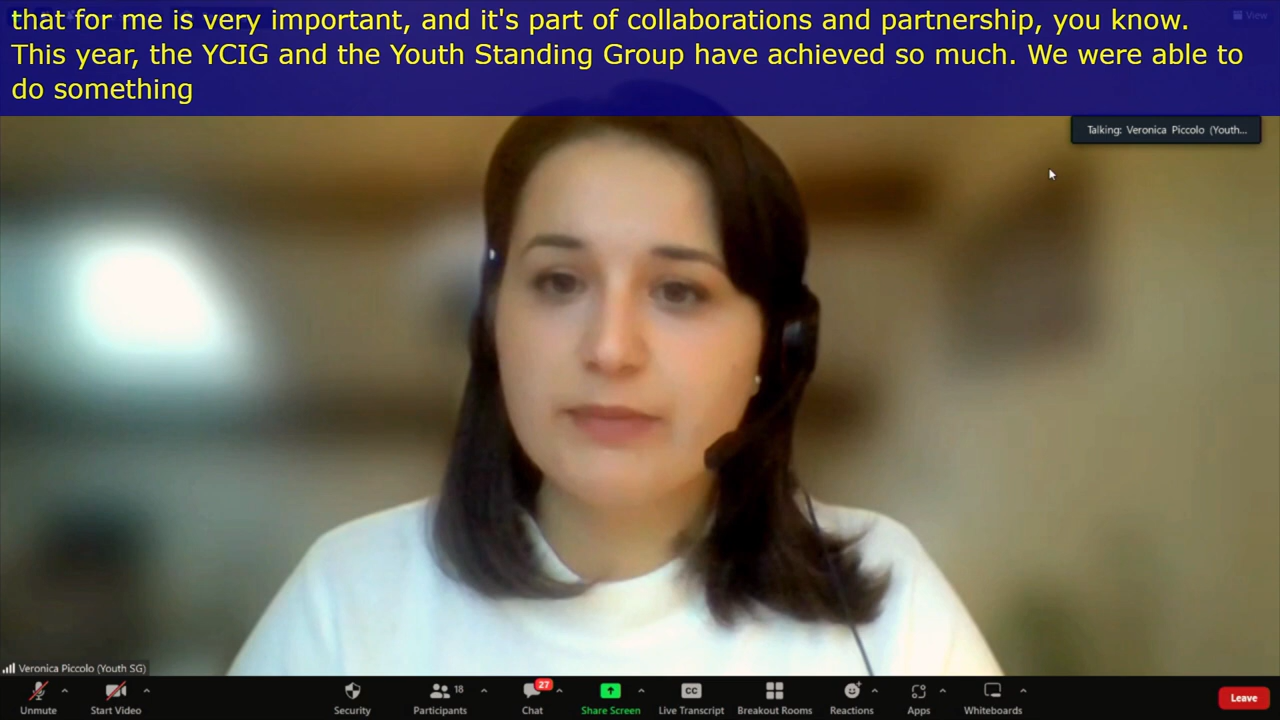 that for me is very important, and it's part of collaborations and partnership, you know.
This year, the YCIG and the Youth Standing Group have achieved so much. We were able to
do something
View
Talking: Veronica Piccolo (Youth...
Veronica Piccolo (Youth SG)
Unmute
Start Video
Security
Participants 18
Chat 27
Share Screen
CC Live Transcript
Breakout Rooms
Reactions
Apps
Whiteboards
Leave